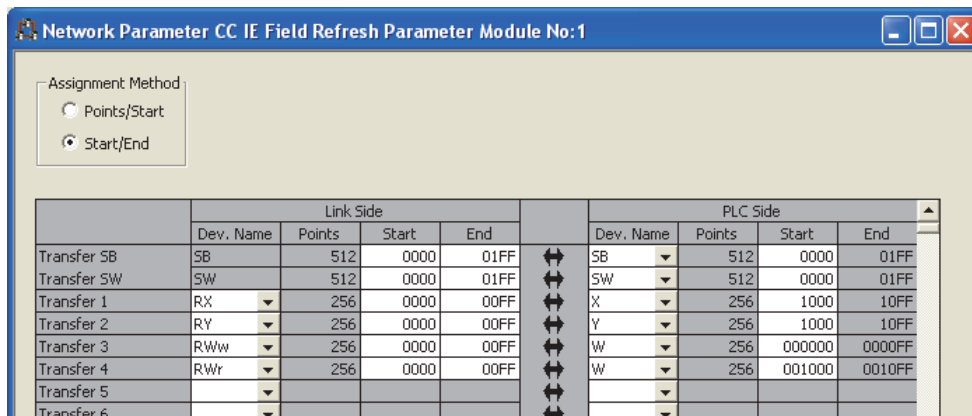 Network Parameter CC IE Field Refresh Parameter Module No:1
Assignment Method
Points/Start
Start/End
Link Side PLC Side
Dev. Name Points Start End Dev. Name Points Start End
Transfer SB SB 512 0000 01FF SB 512 0000 01FF
Transfer SW SW 512 0000 01FF SW 512 0000 01FF
Transfer 1 RX 256 0000 00FF X 256 1000 10FF
Transfer 2 RY 256 0000 00FF Y 256 1000 10FF
Transfer 3 RWw 256 0000 00FF W 256 000000 0000FF
Transfer 4 RWr 256 0000 00FF W 256 001000 0010FF
Transfer 5
Transfer 6